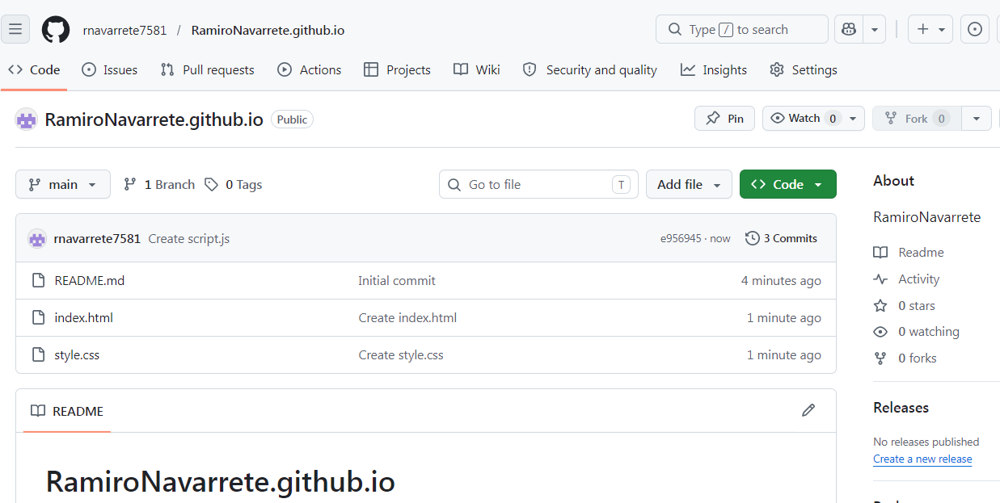 rnavarrete7581 / RamiroNavarrete.github.io Type / to search
Code Issues Pull requests Actions Projects Wiki Security and quality Insights Settings
RamiroNavarrete.github.io Public Pin Watch 0 Fork 0
main 1 Branch 0 Tags Go to file T Add file Code
rnavarrete7581 Create script.js e956945 · now 3 Commits
README.md Initial commit 4 minutes ago
index.html Create index.html 1 minute ago
style.css Create style.css 1 minute ago
README
RamiroNavarrete.github.io
About
RamiroNavarrete
Readme
Activity
0 stars
0 watching
0 forks
Releases
No releases published
Create a new release